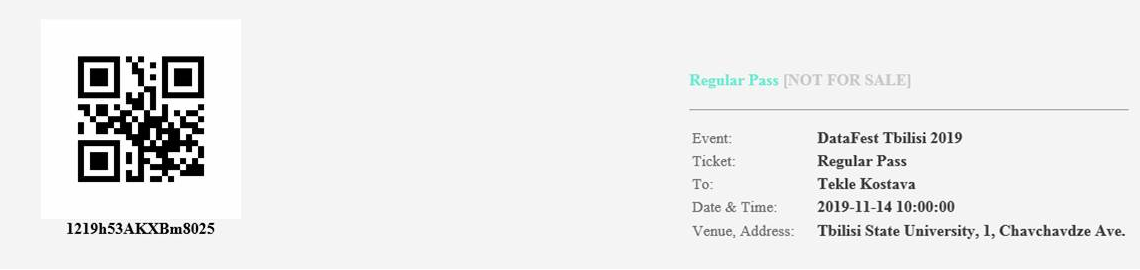 1219h53AKXBm8025
Regular Pass [NOT FOR SALE]
Event: DataFest Tbilisi 2019
Ticket: Regular Pass
To: Tekle Kostava
Date & Time: 2019-11-14 10:00:00
Venue, Address: Tbilisi State University, 1, Chavchavdze Ave.